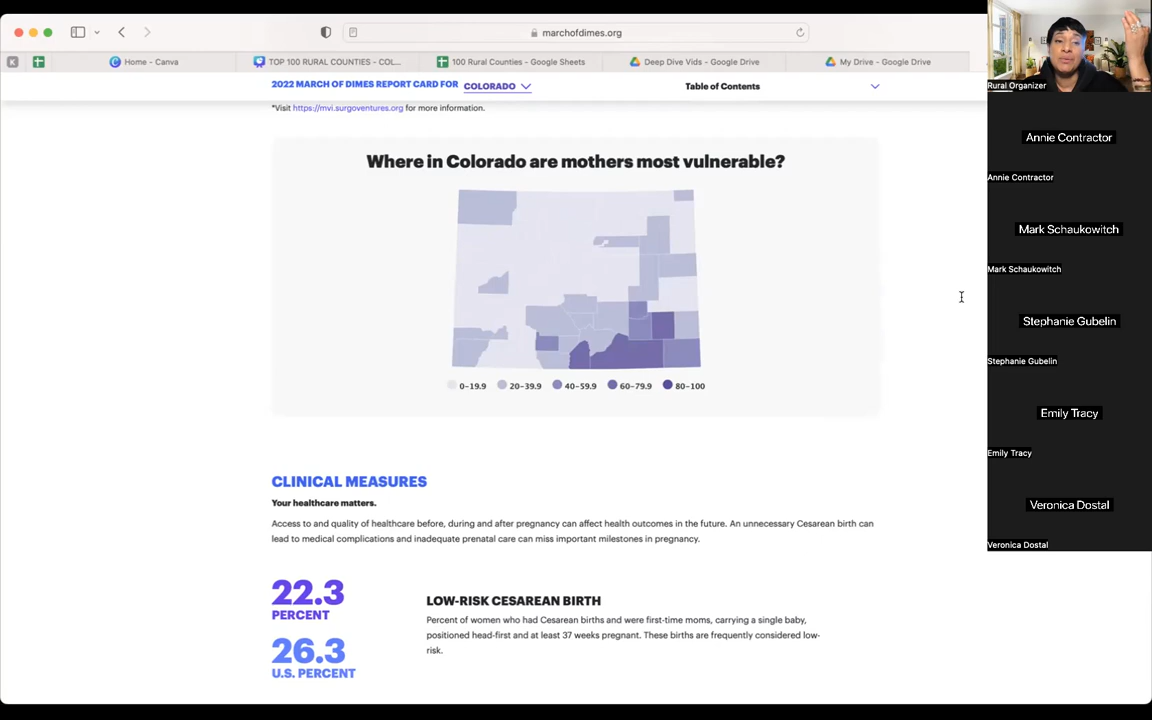 marchofdimes.org
Home - Canva
TOP 100 RURAL COUNTIES - COL...
100 Rural Counties - Google Sheets
Deep Dive Vids - Google Drive
My Drive - Google Drive
2022 MARCH OF DIMES REPORT CARD FOR COLORADO
Table of Contents
*Visit https://mvi.surgoventures.org for more information.
Where in Colorado are mothers most vulnerable?
0-19.9 20-39.9 40-59.9 60-79.9 80-100
CLINICAL MEASURES
Your healthcare matters.
Access to and quality of healthcare before, during and after pregnancy can affect health outcomes in the future. An unnecessary Cesarean birth can
lead to medical complications and inadequate prenatal care can miss important milestones in pregnancy.
22.3
PERCENT
26.3
U.S. PERCENT
LOW-RISK CESAREAN BIRTH
Percent of women who had Cesarean births and were first-time moms, carrying a single baby,
positioned head-first and at least 37 weeks pregnant. These births are frequently considered low-
risk.
Rural Organizer
Annie Contractor
Annie Contractor
Mark Schaukowitch
Mark Schaukowitch
Stephanie Gubelin
Stephanie Gubelin
Emily Tracy
Emily Tracy
Veronica Dostal
Veronica Dostal